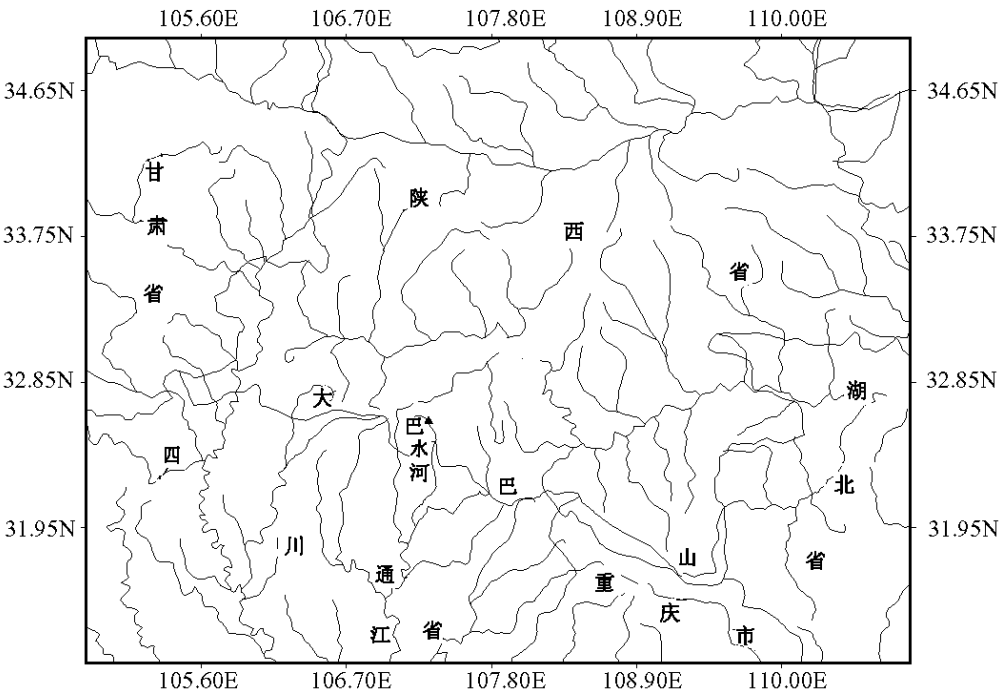 105.60E 106.70E 107.80E 108.90E 110.00E
34.65N 34.65N
甘肃省
陕西省
33.75N 33.75N
32.85N 32.85N
大巴山
湖北省
巴水河
四川省
31.95N 31.95N
通江
重庆市
105.60E 106.70E 107.80E 108.90E 110.00E